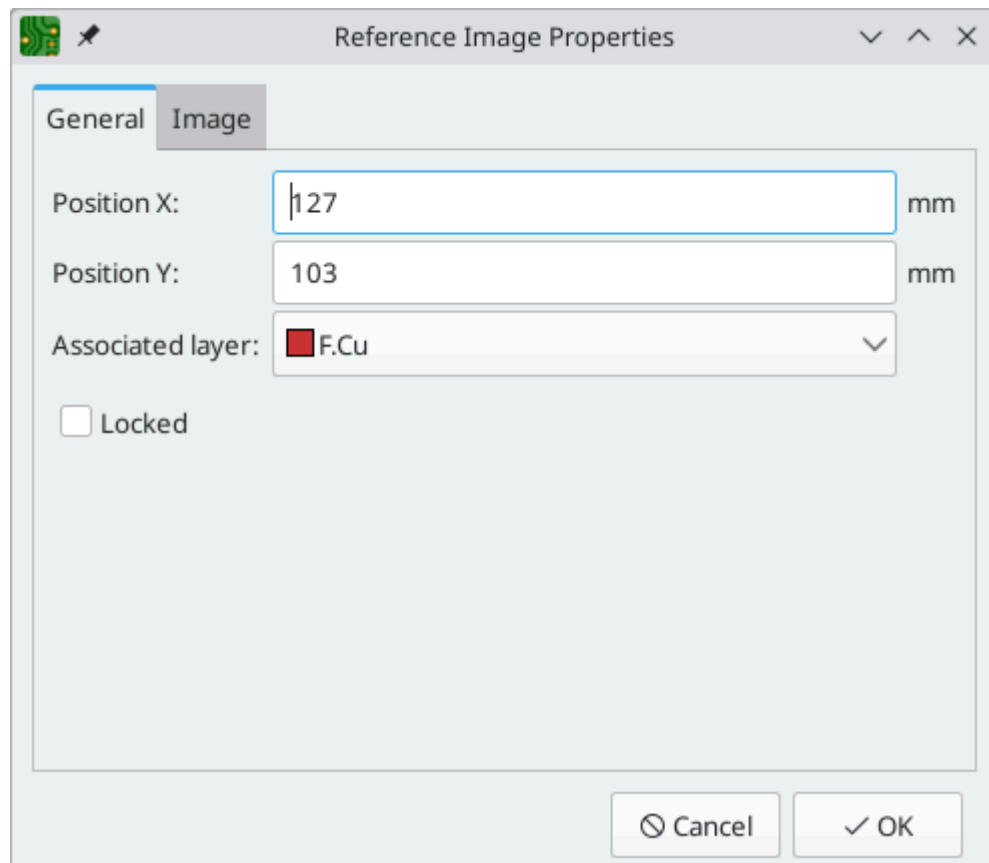 Reference Image Properties
General Image
Position X: 127 mm
Position Y: 103 mm
Associated layer: F.Cu
Locked
Cancel OK